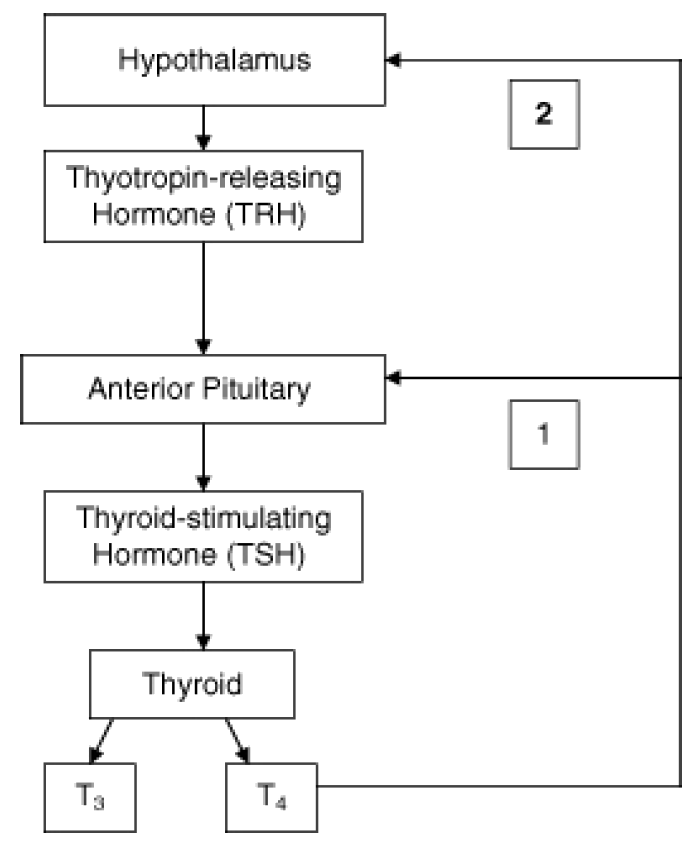 Hypothalamus
2
Thyotropin-releasing
Hormone (TRH)
Anterior Pituitary
1
Thyroid-stimulating
Hormone (TSH)
Thyroid
T₃
T₄